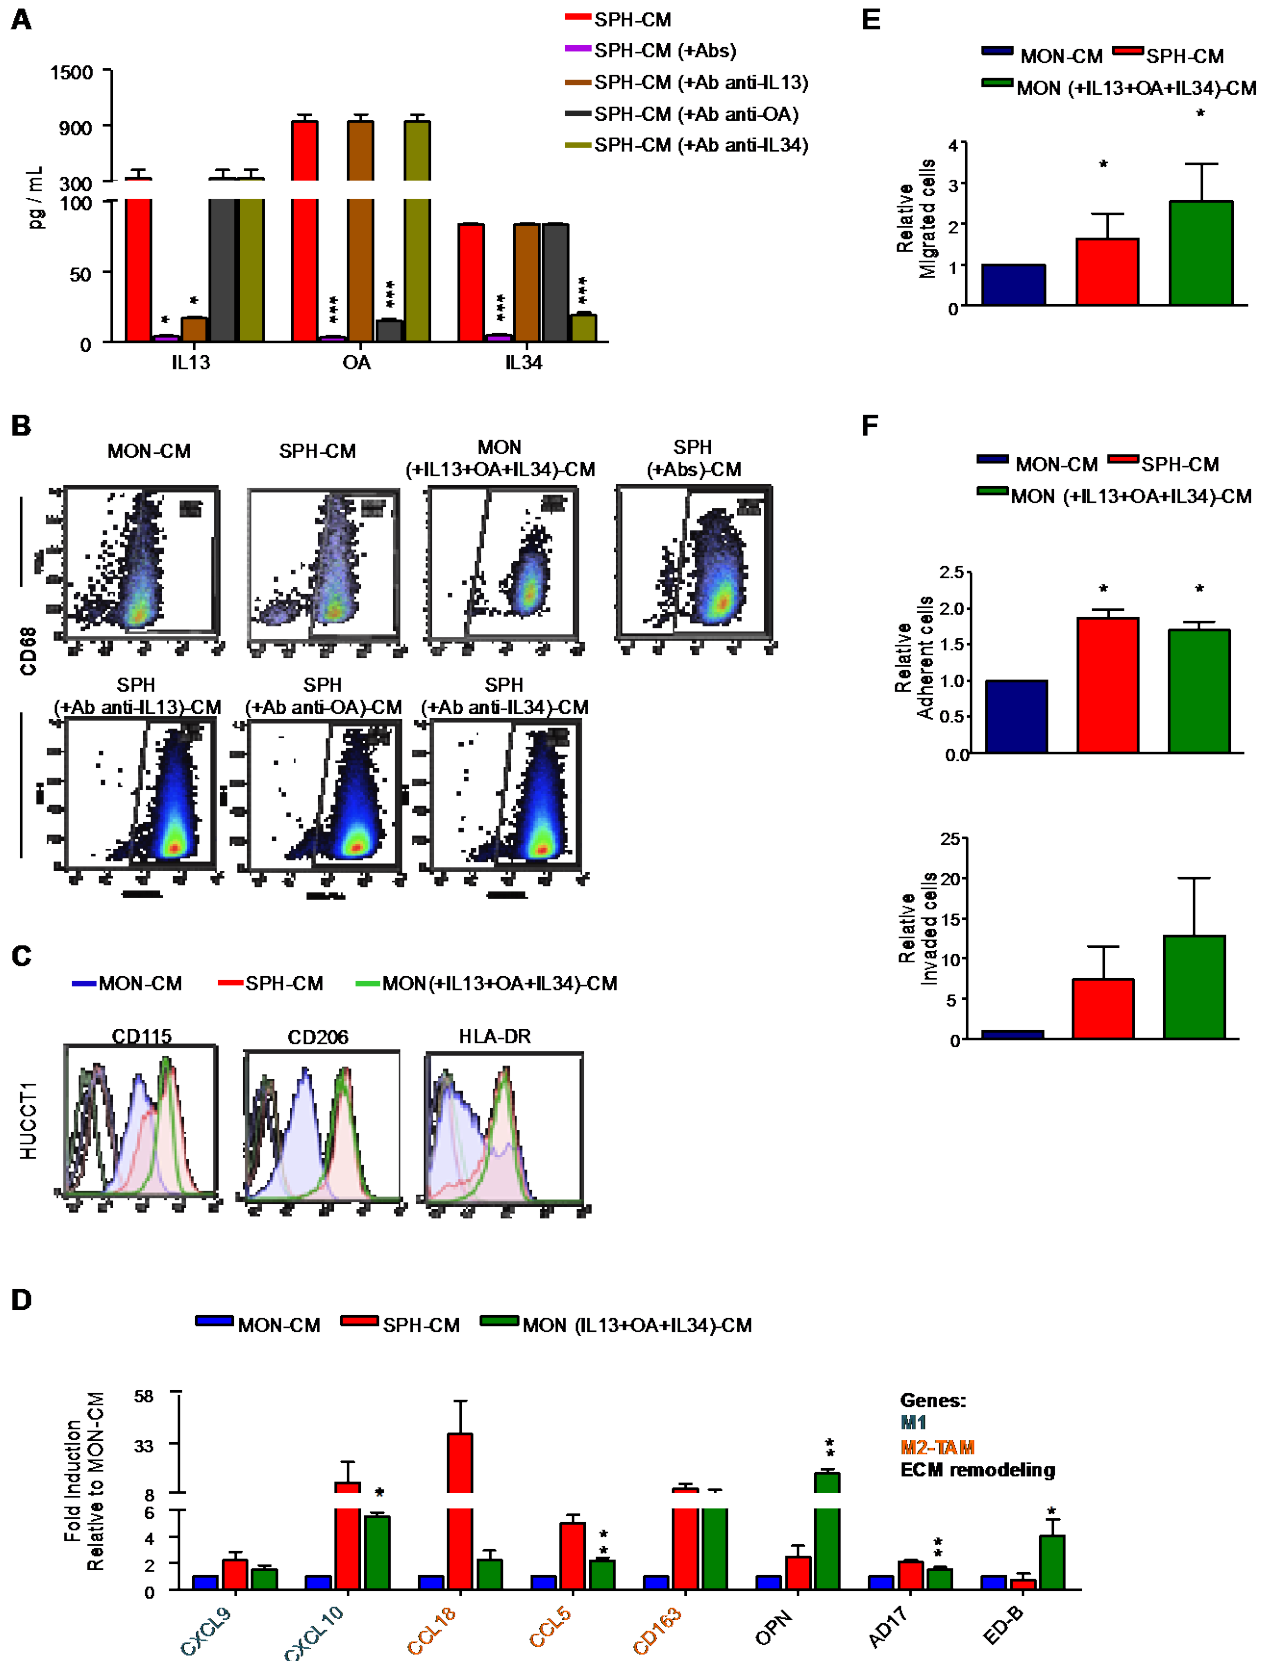 A
SPH-CM
SPH-CM (+Abs)
SPH-CM (+Ab anti-IL13)
SPH-CM (+Ab anti-OA)
SPH-CM (+Ab anti-IL34)
pg / mL
1500
900
300
100
50
0
* * *** *** *** ***
IL13 OA IL34
B
MON-CM
SPH-CM
MON
(+IL13+OA+IL34)-CM
SPH
(+Abs)-CM
CD68
SPH
(+Ab anti-IL13)-CM
SPH
(+Ab anti-OA)-CM
SPH
(+Ab anti-IL34)-CM
C
MON-CM SPH-CM MON(+IL13+OA+IL34)-CM
CD115 CD206 HLA-DR
HUCCT1
D
MON-CM SPH-CM MON (IL13+OA+IL34)-CM
Fold Induction
Relative to MON-CM
58
33
8
6
4
2
0
* ** ** ** *
Genes:
M1
M2-TAM
ECM remodeling
CXCL9 CXCL10 CCL18 CCL5 CD163 OPN AD17 ED-B
E
MON-CM SPH-CM
MON (+IL13+OA+IL34)-CM
Relative
Migrated cells
4
3
2
1
0
* *
F
MON-CM SPH-CM
MON (+IL13+OA+IL34)-CM
Relative
Adherent cells
2.5
2.0
1.5
1.0
0.5
0.0
* *
Relative
Invaded cells
25
20
15
10
5
0